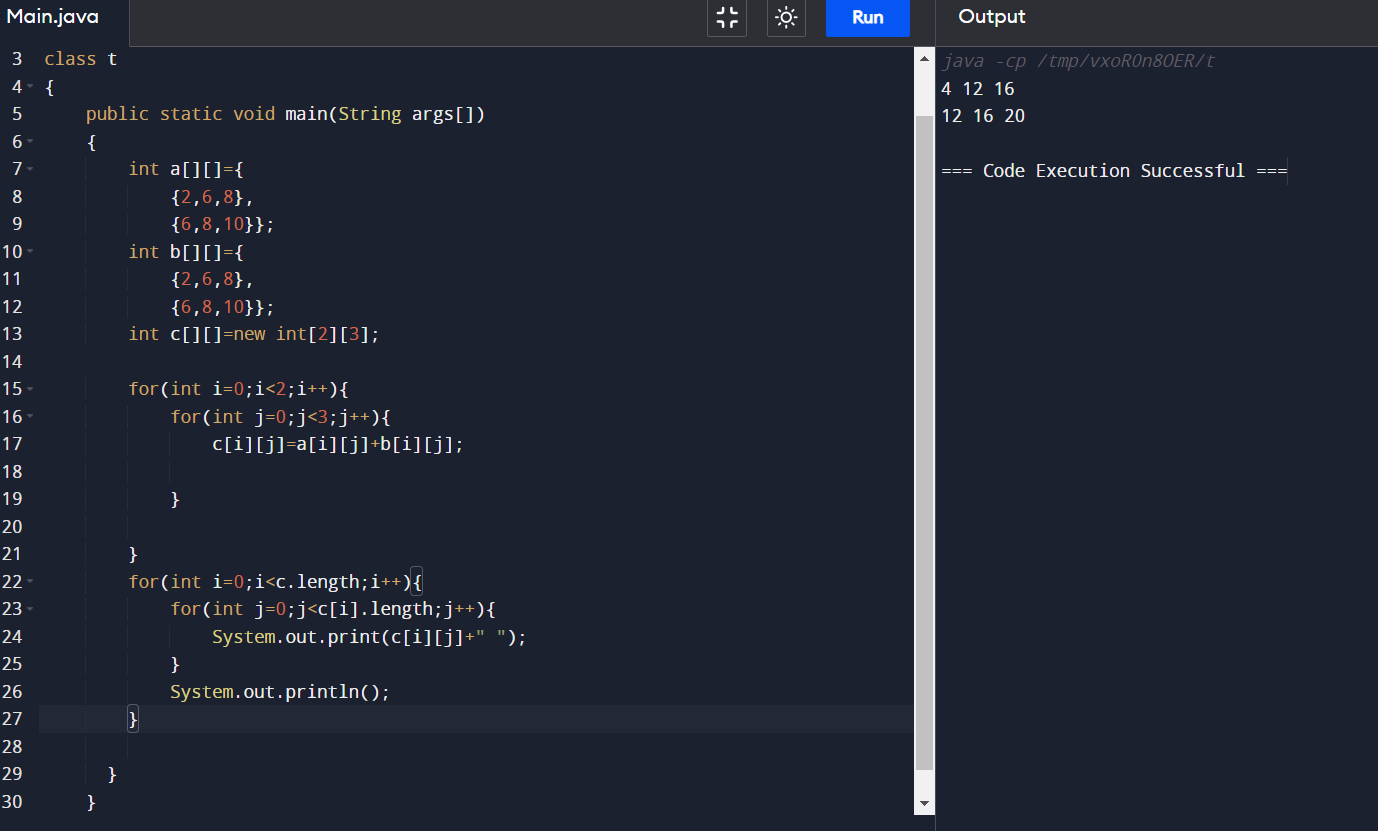 Main.java
Run
Output
3 class t
4 {
5     public static void main(String args[])
6     {
7         int a[][]={
8             {2,6,8},
9             {6,8,10}};
10         int b[][]={
11             {2,6,8},
12             {6,8,10}};
13         int c[][]=new int[2][3];
14
15         for(int i=0;i<2;i++){
16             for(int j=0;j<3;j++){
17                 c[i][j]=a[i][j]+b[i][j];
18
19             }
20
21         }
22         for(int i=0;i<c.length;i++){
23             for(int j=0;j<c[i].length;j++){
24                 System.out.print(c[i][j]+" ");
25             }
26             System.out.println();
27         }
28
29       }
30     }
java -cp /tmp/vxoR0n8OER/t
4 12 16
12 16 20
=== Code Execution Successful ===